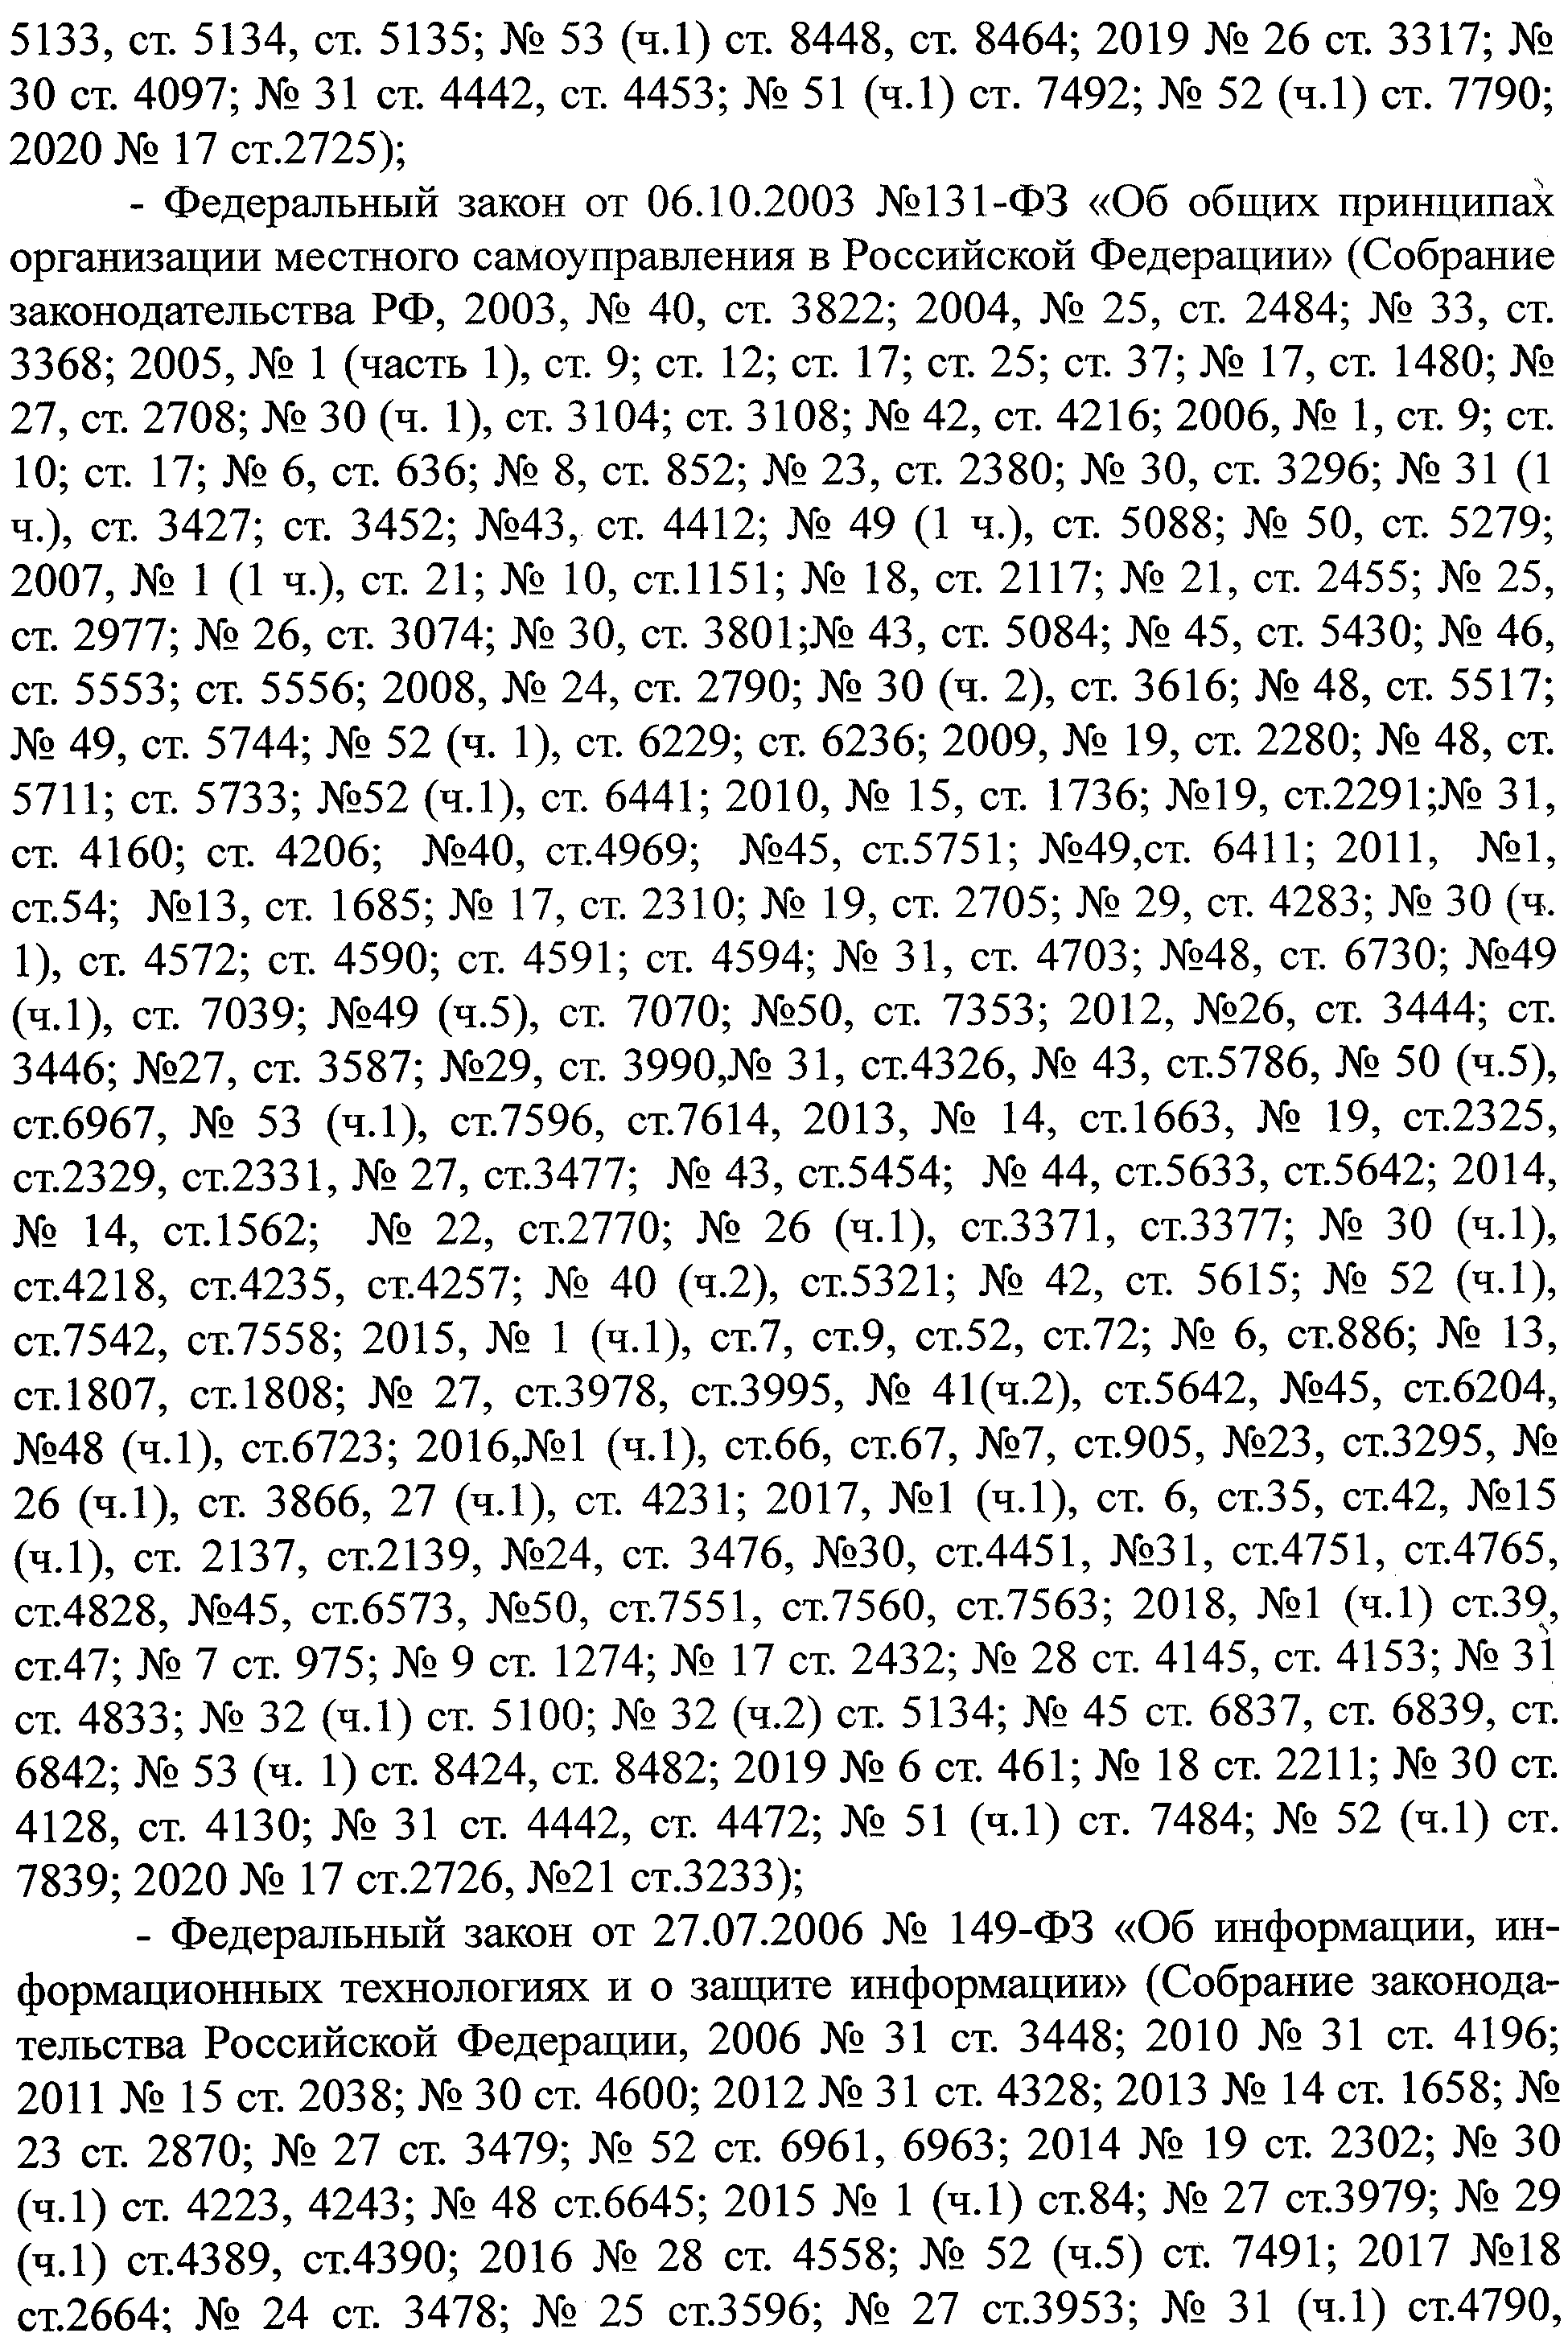 5133, ст. 5134, ст. 5135; № 53 (ч.1) ст. 8448, ст. 8464; 2019 № 26 ст. 3317; №
30 ст. 4097; № 31 ст. 4442, ст. 4453; № 51 (ч.1) ст. 7492; № 52 (ч.1) ст. 7790;
2020 № 17 ст.2725);
- Федеральный закон от 06.10.2003 №131-ФЗ «Об общих принципах
организации местного самоуправления в Российской Федерации» (Собрание
законодательства РФ, 2003, № 40, ст. 3822; 2004, № 25, ст. 2484; № 33, ст.
3368; 2005, № 1 (часть 1), ст. 9; ст. 12; ст. 17; ст. 25; ст. 37; № 17, ст. 1480; №
27, ст. 2708; № 30 (ч. 1), ст. 3104; ст. 3108; № 42, ст. 4216; 2006, № 1, ст. 9; ст.
10; ст. 17; № 6, ст. 636; № 8, ст. 852; № 23, ст. 2380; № 30, ст. 3296; № 31 (1
ч.), ст. 3427; ст. 3452; №43, ст. 4412; № 49 (1 ч.), ст. 5088; № 50, ст. 5279;
2007, № 1 (1 ч.), ст. 21; № 10, ст.1151; № 18, ст. 2117; № 21, ст. 2455; № 25,
ст. 2977; № 26, ст. 3074; № 30, ст. 3801;№ 43, ст. 5084; № 45, ст. 5430; № 46,
ст. 5553; ст. 5556; 2008, № 24, ст. 2790; № 30 (ч. 2), ст. 3616; № 48, ст. 5517;
№ 49, ст. 5744; № 52 (ч. 1), ст. 6229; ст. 6236; 2009, № 19, ст. 2280; № 48, ст.
5711; ст. 5733; №52 (ч.1), ст. 6441; 2010, № 15, ст. 1736; №19, ст.2291;№ 31,
ст. 4160; ст. 4206; №40, ст.4969; №45, ст.5751; №49,ст. 6411; 2011, №1,
ст.54; №13, ст. 1685; № 17, ст. 2310; № 19, ст. 2705; № 29, ст. 4283; № 30 (ч.
1), ст. 4572; ст. 4590; ст. 4591; ст. 4594; № 31, ст. 4703; №48, ст. 6730; №49
(ч.1), ст. 7039; №49 (ч.5), ст. 7070; №50, ст. 7353; 2012, №26, ст. 3444; ст.
3446; №27, ст. 3587; №29, ст. 3990,№ 31, ст.4326, № 43, ст.5786, № 50 (ч.5),
ст.6967, № 53 (ч.1), ст.7596, ст.7614, 2013, № 14, ст.1663, № 19, ст.2325,
ст.2329, ст.2331, № 27, ст.3477; № 43, ст.5454; № 44, ст.5633, ст.5642; 2014,
№ 14, ст.1562; № 22, ст.2770; № 26 (ч.1), ст.3371, ст.3377; № 30 (ч.1),
ст.4218, ст.4235, ст.4257; № 40 (ч.2), ст.5321; № 42, ст. 5615; № 52 (ч.1),
ст.7542, ст.7558; 2015, № 1 (ч.1), ст.7, ст.9, ст.52, ст.72; № 6, ст.886; № 13,
ст.1807, ст.1808; № 27, ст.3978, ст.3995, № 41(ч.2), ст.5642, №45, ст.6204,
№48 (ч.1), ст.6723; 2016,№1 (ч.1), ст.66, ст.67, №7, ст.905, №23, ст.3295, №
26 (ч.1), ст. 3866, 27 (ч.1), ст. 4231; 2017, №1 (ч.1), ст. 6, ст.35, ст.42, №15
(ч.1), ст. 2137, ст.2139, №24, ст. 3476, №30, ст.4451, №31, ст.4751, ст.4765,
ст.4828, №45, ст.6573, №50, ст.7551, ст.7560, ст.7563; 2018, №1 (ч.1) ст.39,
ст.47; № 7 ст. 975; № 9 ст. 1274; № 17 ст. 2432; № 28 ст. 4145, ст. 4153; № 31
ст. 4833; № 32 (ч.1) ст. 5100; № 32 (ч.2) ст. 5134; № 45 ст. 6837, ст. 6839, ст.
6842; № 53 (ч. 1) ст. 8424, ст. 8482; 2019 № 6 ст. 461; № 18 ст. 2211; № 30 ст.
4128, ст. 4130; № 31 ст. 4442, ст. 4472; № 51 (ч.1) ст. 7484; № 52 (ч.1) ст.
7839; 2020 № 17 ст.2726, №21 ст.3233);
- Федеральный закон от 27.07.2006 № 149-ФЗ «Об информации, ин-
формационных технологиях и о защите информации» (Собрание законода-
тельства Российской Федерации, 2006 № 31 ст. 3448; 2010 № 31 ст. 4196;
2011 № 15 ст. 2038; № 30 ст. 4600; 2012 № 31 ст. 4328; 2013 № 14 ст. 1658; №
23 ст. 2870; № 27 ст. 3479; № 52 ст. 6961, 6963; 2014 № 19 ст. 2302; № 30
(ч.1) ст. 4223, 4243; № 48 ст.6645; 2015 № 1 (ч.1) ст.84; № 27 ст.3979; № 29
(ч.1) ст.4389, ст.4390; 2016 № 28 ст. 4558; № 52 (ч.5) ст. 7491; 2017 №18
ст.2664; № 24 ст. 3478; № 25 ст.3596; № 27 ст.3953; № 31 (ч.1) ст.4790,